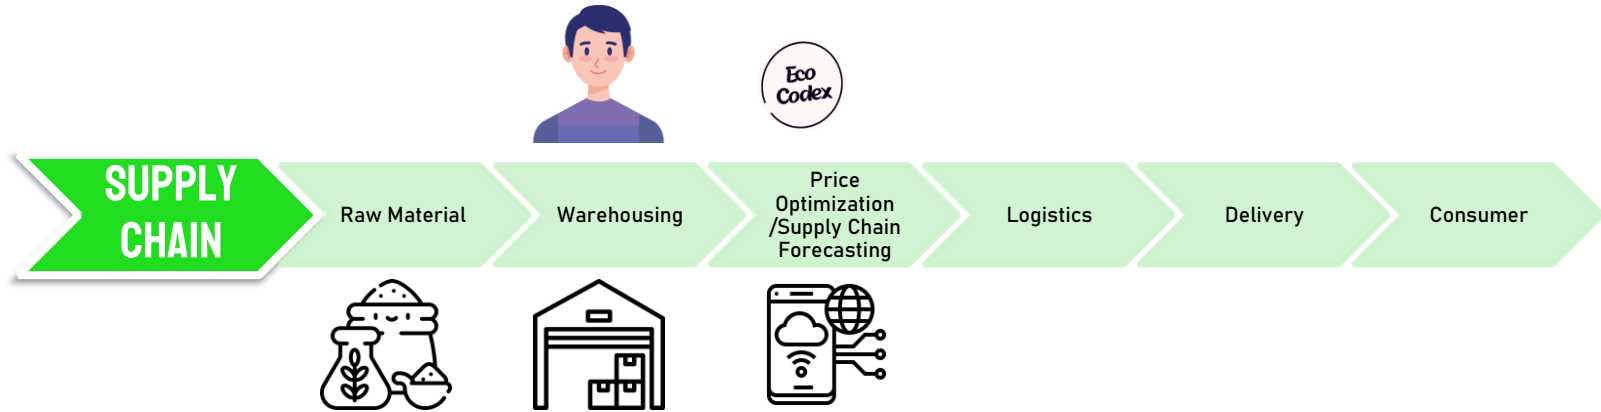 Eco
Codex
SUPPLY
CHAIN
Raw Material
Warehousing
Price
Optimization
/Supply Chain
Forecasting
Logistics
Delivery
Consumer